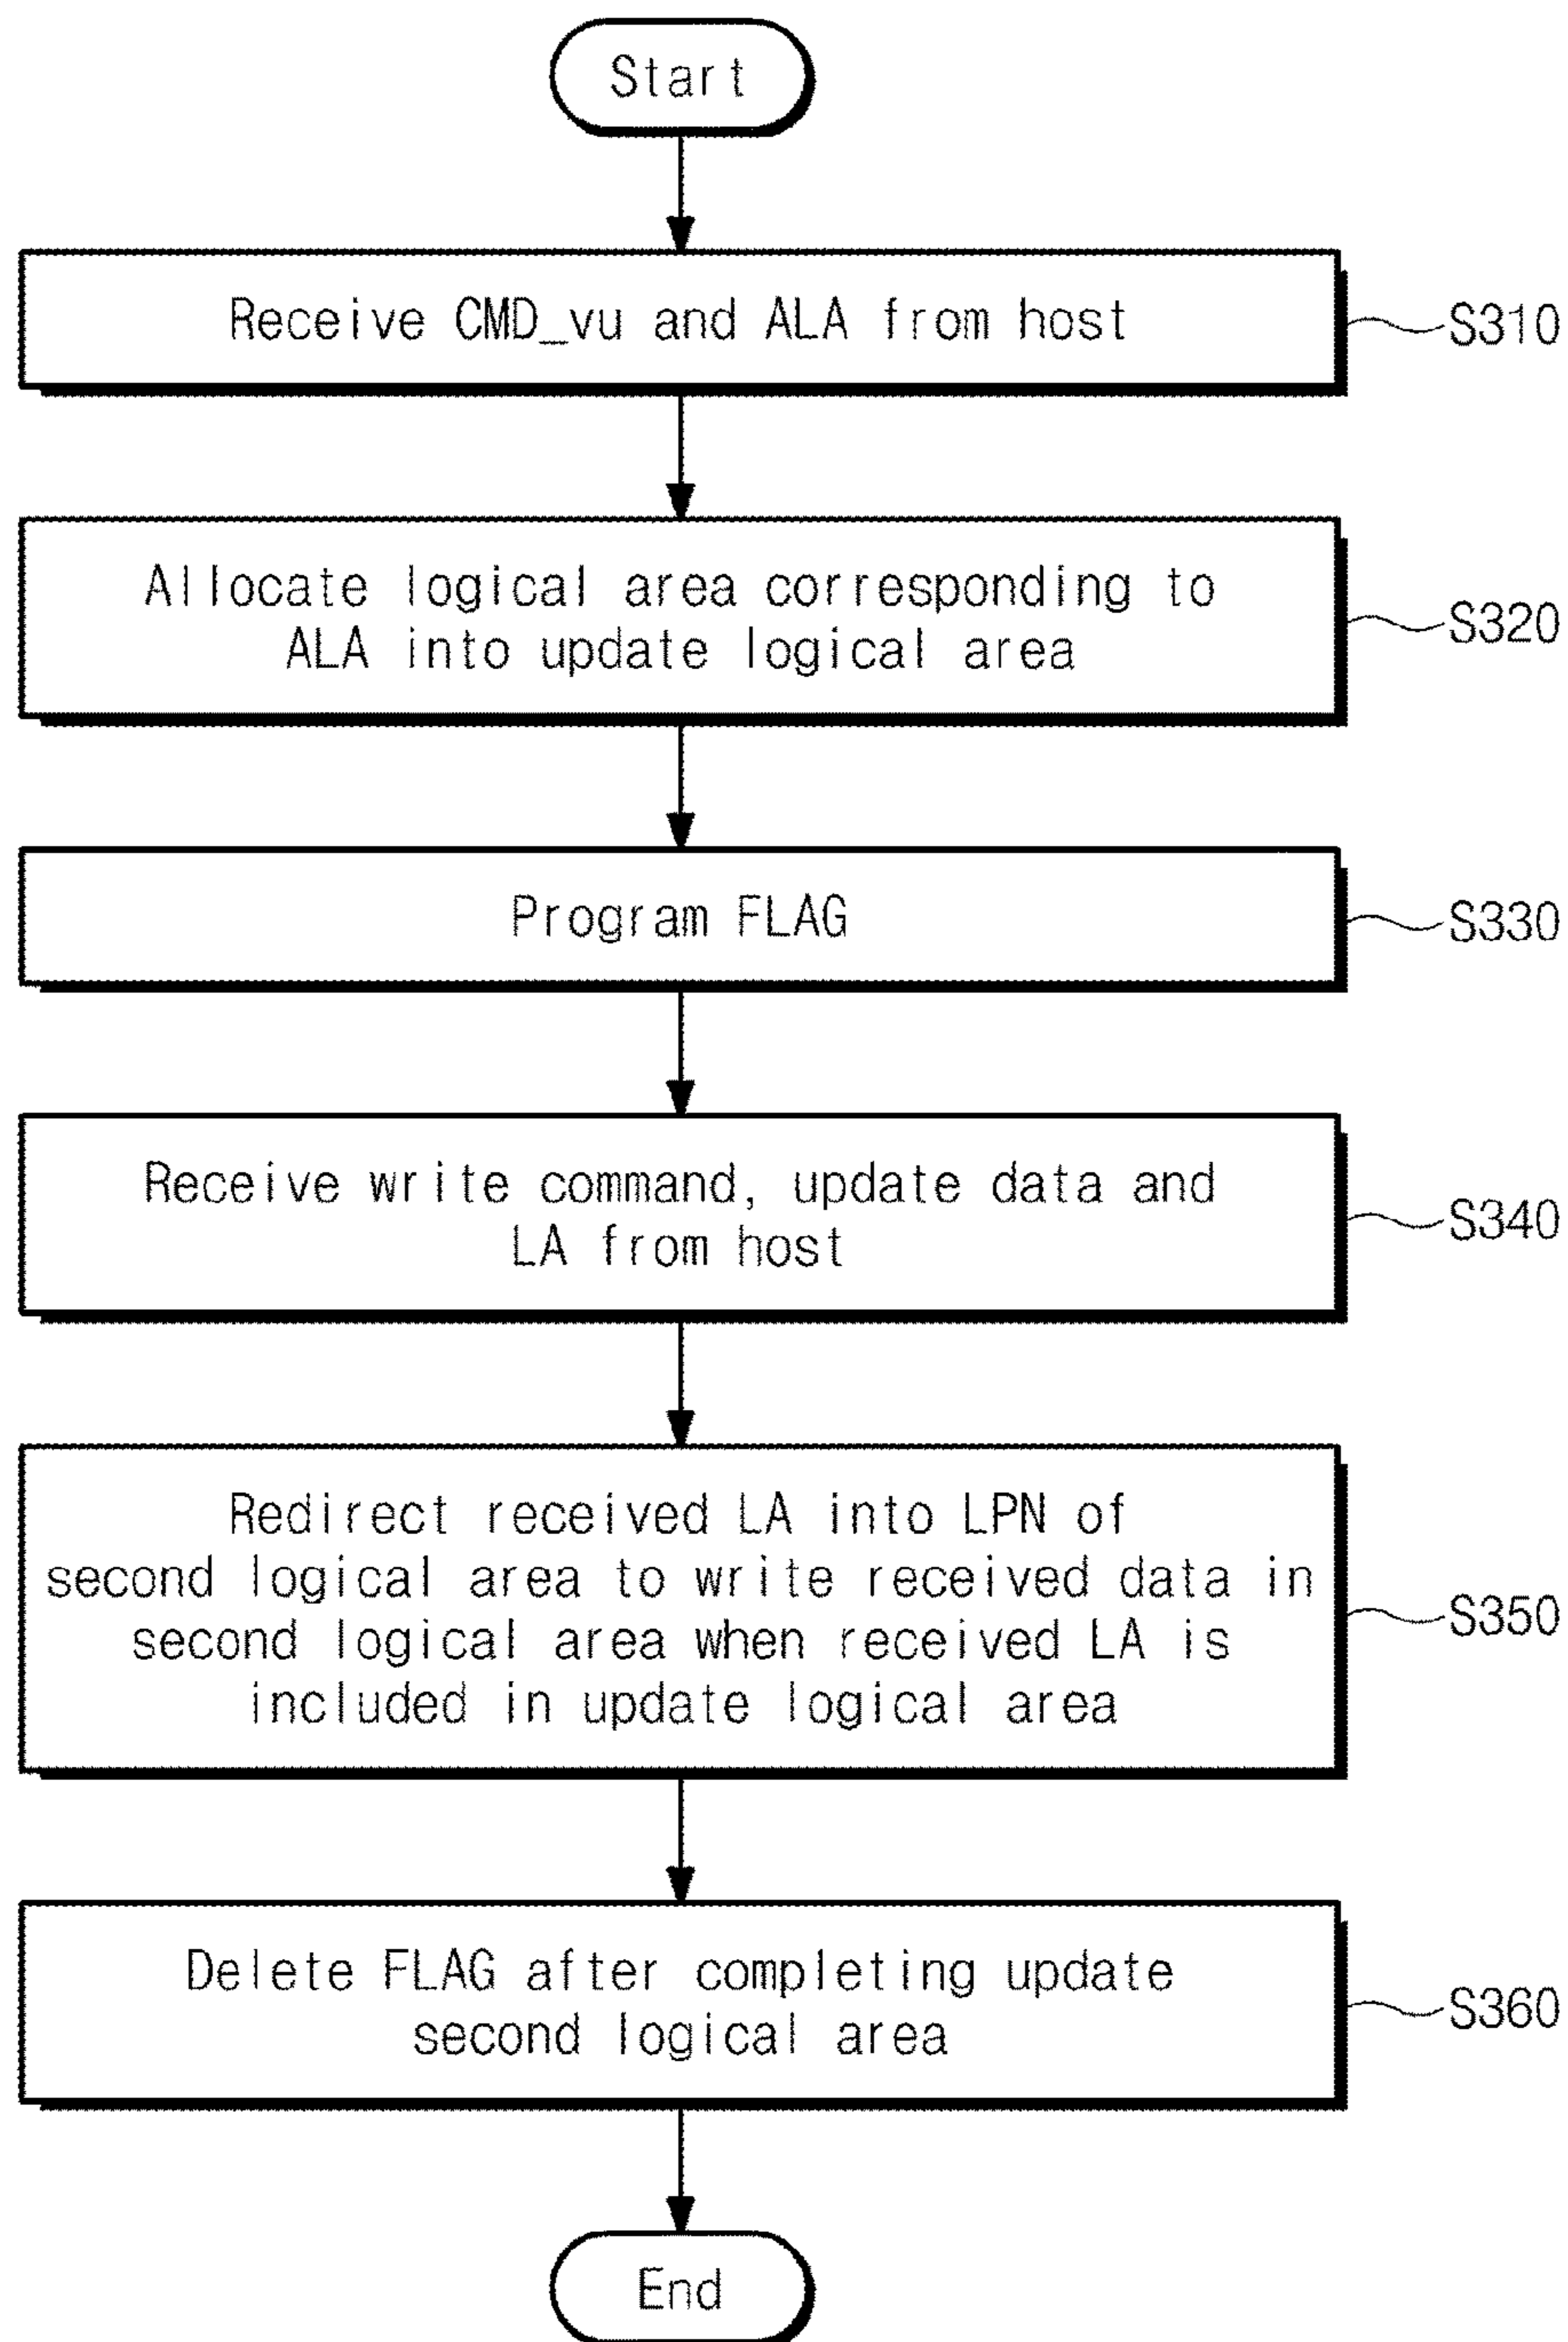 Start
Receive CMD_vu and ALA from host
S310
Allocate logical area corresponding to
ALA into update logical area
S320
Program FLAG
S330
Receive write command, update data and
LA from host
S340
Redirect received LA into LPN of
second logical area to write received data in
second logical area when received LA is
included in update logical area
S350
Delete FLAG after completing update
second logical area
S360
End